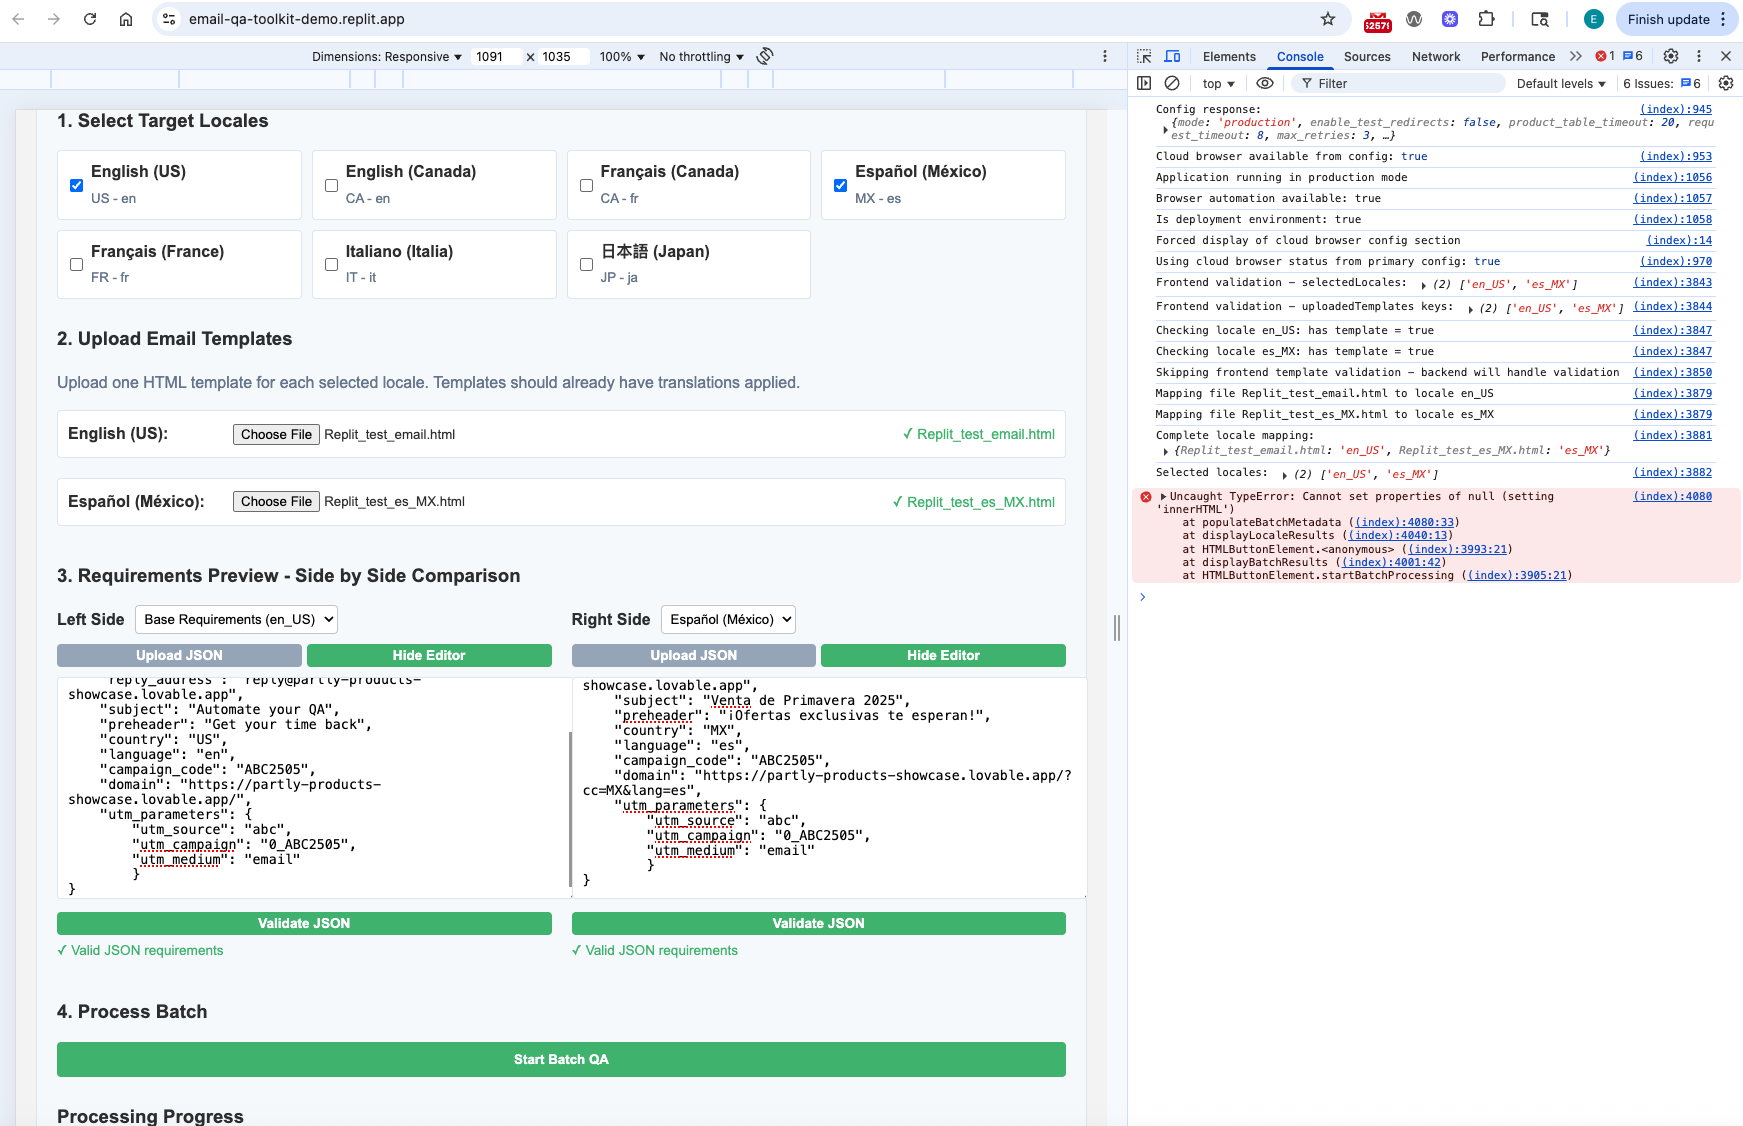 email-qa-toolkit-demo.replit.app
E
Finish update
Dimensions: Responsive 1091 x 1035 100% No throttling
Elements Console Sources Network Performance 1 6
top Filter Default levels 6 Issues: 6
1. Select Target Locales
English (US)
US - en
English (Canada)
CA - en
Français (Canada)
CA - fr
Español (México)
MX - es
Français (France)
FR - fr
Italiano (Italia)
IT - it
日本語 (Japan)
JP - ja
2. Upload Email Templates
Upload one HTML template for each selected locale. Templates should already have translations applied.
English (US): Choose File Replit_test_email.html ✓ Replit_test_email.html
Español (México): Choose File Replit_test_es_MX.html ✓ Replit_test_es_MX.html
3. Requirements Preview - Side by Side Comparison
Left Side Base Requirements (en_US)
Upload JSON Hide Editor
"reply_address": "reply@partly-products-
showcase.lovable.app",
"subject": "Automate your QA",
"preheader": "Get your time back",
"country": "US",
"language": "en",
"campaign_code": "ABC2505",
"domain": "https://partly-products-
showcase.lovable.app/",
"utm_parameters": {
"utm_source": "abc",
"utm_campaign": "0_ABC2505",
"utm_medium": "email"
}
}
Validate JSON
✓ Valid JSON requirements
Right Side Español (México)
Upload JSON Hide Editor
showcase.lovable.app",
"subject": "Venta de Primavera 2025",
"preheader": "¡Ofertas exclusivas te esperan!",
"country": "MX",
"language": "es",
"campaign_code": "ABC2505",
"domain": "https://partly-products-showcase.lovable.app/?
cc=MX&lang=es",
"utm_parameters": {
"utm_source": "abc",
"utm_campaign": "0_ABC2505",
"utm_medium": "email"
}
}
Validate JSON
✓ Valid JSON requirements
4. Process Batch
Start Batch QA
Processing Progress
Config response: (index):945
{mode: 'production', enable_test_redirects: false, product_table_timeout: 20, requ
est_timeout: 8, max_retries: 3, …}
Cloud browser available from config: true (index):953
Application running in production mode (index):1056
Browser automation available: true (index):1057
Is deployment environment: true (index):1058
Forced display of cloud browser config section (index):14
Using cloud browser status from primary config: true (index):970
Frontend validation - selectedLocales: (2) ['en_US', 'es_MX'] (index):3843
Frontend validation - uploadedTemplates keys: (2) ['en_US', 'es_MX'] (index):3844
Checking locale en_US: has template = true (index):3847
Checking locale es_MX: has template = true (index):3847
Skipping frontend template validation - backend will handle validation (index):3850
Mapping file Replit_test_email.html to locale en_US (index):3879
Mapping file Replit_test_es_MX.html to locale es_MX (index):3879
Complete locale mapping: (index):3881
{Replit_test_email.html: 'en_US', Replit_test_es_MX.html: 'es_MX'}
Selected locales: (2) ['en_US', 'es_MX'] (index):3882
Uncaught TypeError: Cannot set properties of null (setting (index):4080
'innerHTML')
at populateBatchMetadata ((index):4080:33)
at displayLocaleResults ((index):4040:13)
at HTMLButtonElement.<anonymous> ((index):3993:21)
at displayBatchResults ((index):4001:42)
at HTMLButtonElement.startBatchProcessing ((index):3905:21)